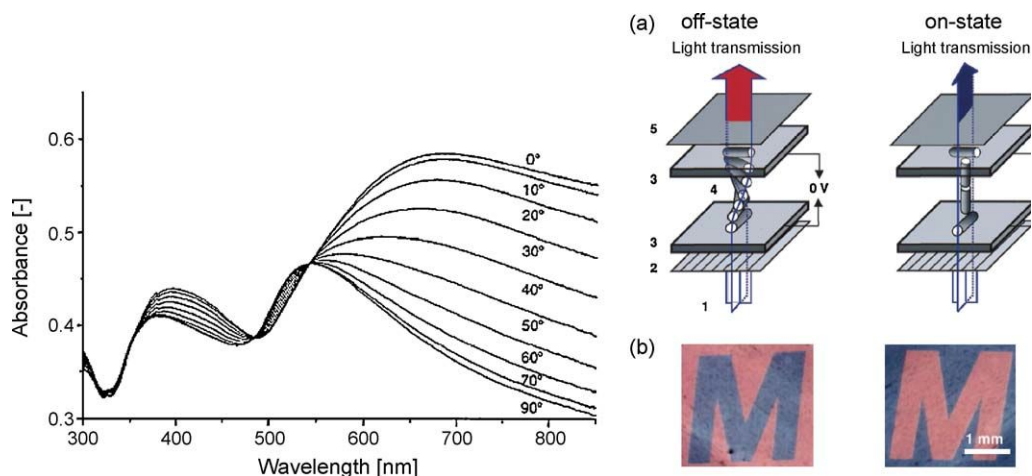 Absorbance [-]
0.6
0.5
0.4
0.3
300
400
500
600
700
800
Wavelength [nm]
0°
10°
20°
30°
40°
50°
60°
70°
90°
(a)
off-state
on-state
Light transmission
Light transmission
5
3
4
0 V
3
2
1
(b)
M
M
1 mm